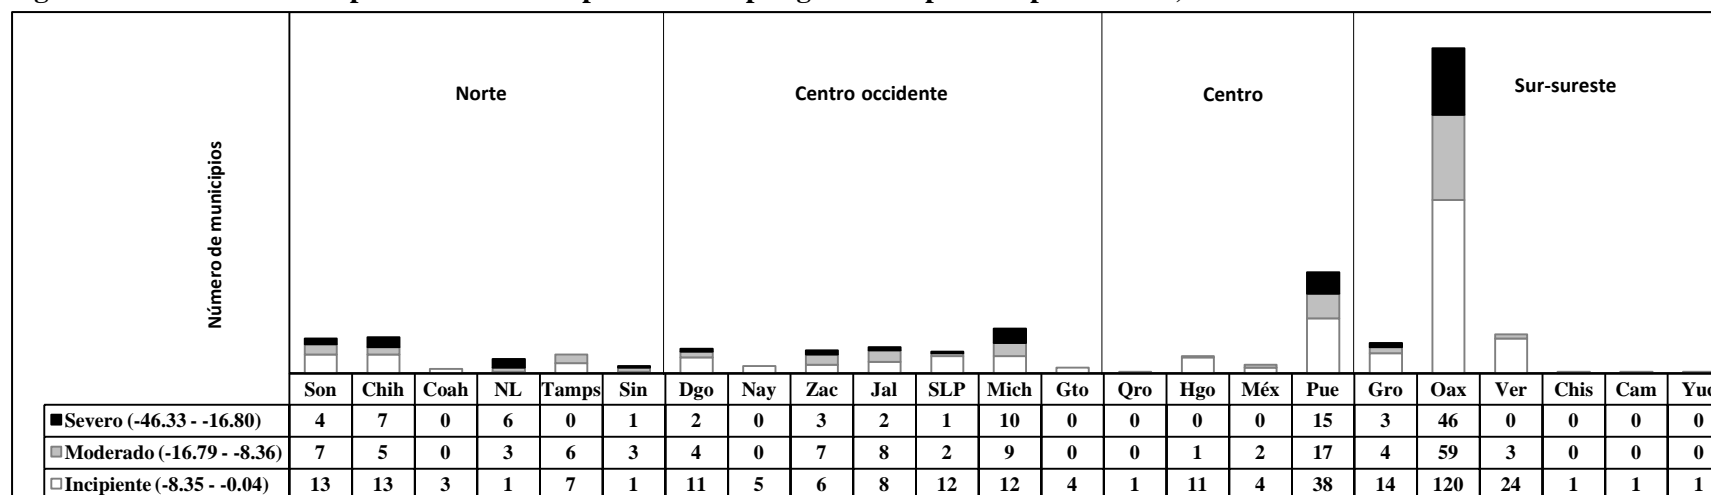 Norte
Centro occidente
Centro
Sur-sureste
Número de municipios
Son Chih Coah NL Tamps Sin Dgo Nay Zac Jal SLP Mich Gto Qro Hgo Méx Pue Gro Oax Ver Chis Cam Yuc
Severo (-46.33 - -16.80) 4 7 0 6 0 1 2 0 3 2 1 10 0 0 0 0 15 3 46 0 0 0 0
Moderado (-16.79 - -8.36) 7 5 0 3 6 3 4 0 7 8 2 9 0 0 1 2 17 4 59 3 0 0 0
Incipiente (-8.35 - -0.04) 13 13 3 1 7 1 11 5 6 8 12 12 4 1 11 4 38 14 120 24 1 1 1